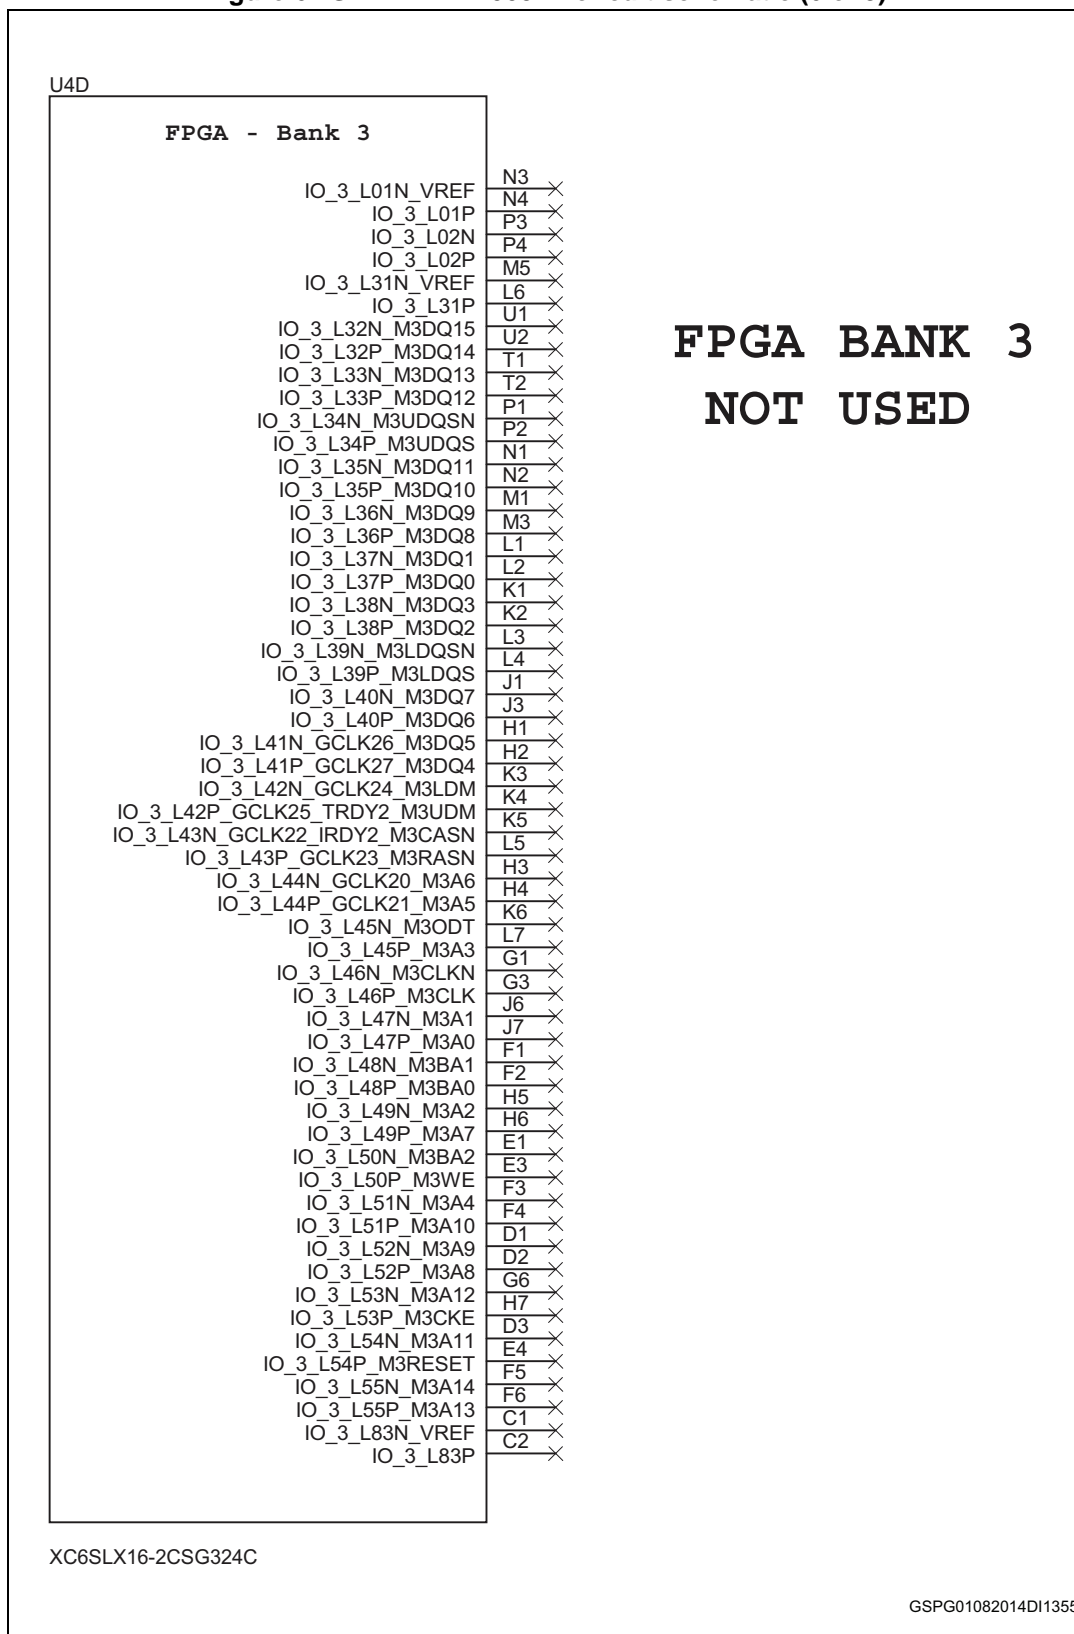 U4D
FPGA - Bank 3
IO_3_L01N_VREF N3
IO_3_L01P N4
IO_3_L02N P3
IO_3_L02P P4
IO_3_L31N_VREF M5
IO_3_L31P L6
IO_3_L32N_M3DQ15 U1
IO_3_L32P_M3DQ14 U2
IO_3_L33N_M3DQ13 T1
IO_3_L33P_M3DQ12 T2
IO_3_L34N_M3UDQSN P1
IO_3_L34P_M3UDQS P2
IO_3_L35N_M3DQ11 N1
IO_3_L35P_M3DQ10 N2
IO_3_L36N_M3DQ9 M1
IO_3_L36P_M3DQ8 M3
IO_3_L37N_M3DQ1 L1
IO_3_L37P_M3DQ0 L2
IO_3_L38N_M3DQ3 K1
IO_3_L38P_M3DQ2 K2
IO_3_L39N_M3LDQSN L3
IO_3_L39P_M3LDQS L4
IO_3_L40N_M3DQ7 J1
IO_3_L40P_M3DQ6 J3
IO_3_L41N_GCLK26_M3DQ5 H1
IO_3_L41P_GCLK27_M3DQ4 H2
IO_3_L42N_GCLK24_M3LDM K3
IO_3_L42P_GCLK25_TRDY2_M3UDM K4
IO_3_L43N_GCLK22_IRDY2_M3CASN K5
IO_3_L43P_GCLK23_M3RASN L5
IO_3_L44N_GCLK20_M3A6 H3
IO_3_L44P_GCLK21_M3A5 H4
IO_3_L45N_M3ODT K6
IO_3_L45P_M3A3 L7
IO_3_L46N_M3CLKN G1
IO_3_L46P_M3CLK G3
IO_3_L47N_M3A1 J6
IO_3_L47P_M3A0 J7
IO_3_L48N_M3BA1 F1
IO_3_L48P_M3BA0 F2
IO_3_L49N_M3A2 H5
IO_3_L49P_M3A7 H6
IO_3_L50N_M3BA2 E1
IO_3_L50P_M3WE E3
IO_3_L51N_M3A4 F3
IO_3_L51P_M3A10 F4
IO_3_L52N_M3A9 D1
IO_3_L52P_M3A8 D2
IO_3_L53N_M3A12 G6
IO_3_L53P_M3CKE H7
IO_3_L54N_M3A11 D3
IO_3_L54P_M3RESET E4
IO_3_L55N_M3A14 F5
IO_3_L55P_M3A13 F6
IO_3_L83N_VREF C1
IO_3_L83P C2
FPGA BANK 3
NOT USED
XC6SLX16-2CSG324C
GSPG01082014DI1355